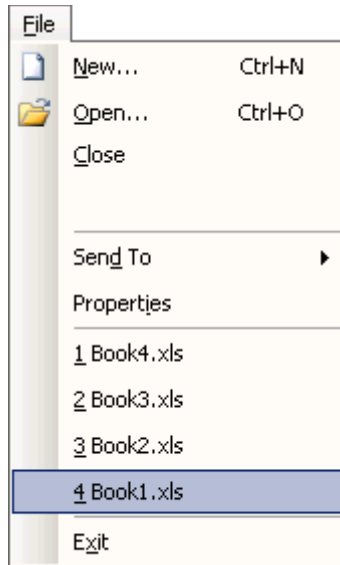 File
New... Ctrl+N
Open... Ctrl+O
Close
Send To
Properties
1 Book4.xls
2 Book3.xls
3 Book2.xls
4 Book1.xls
Exit